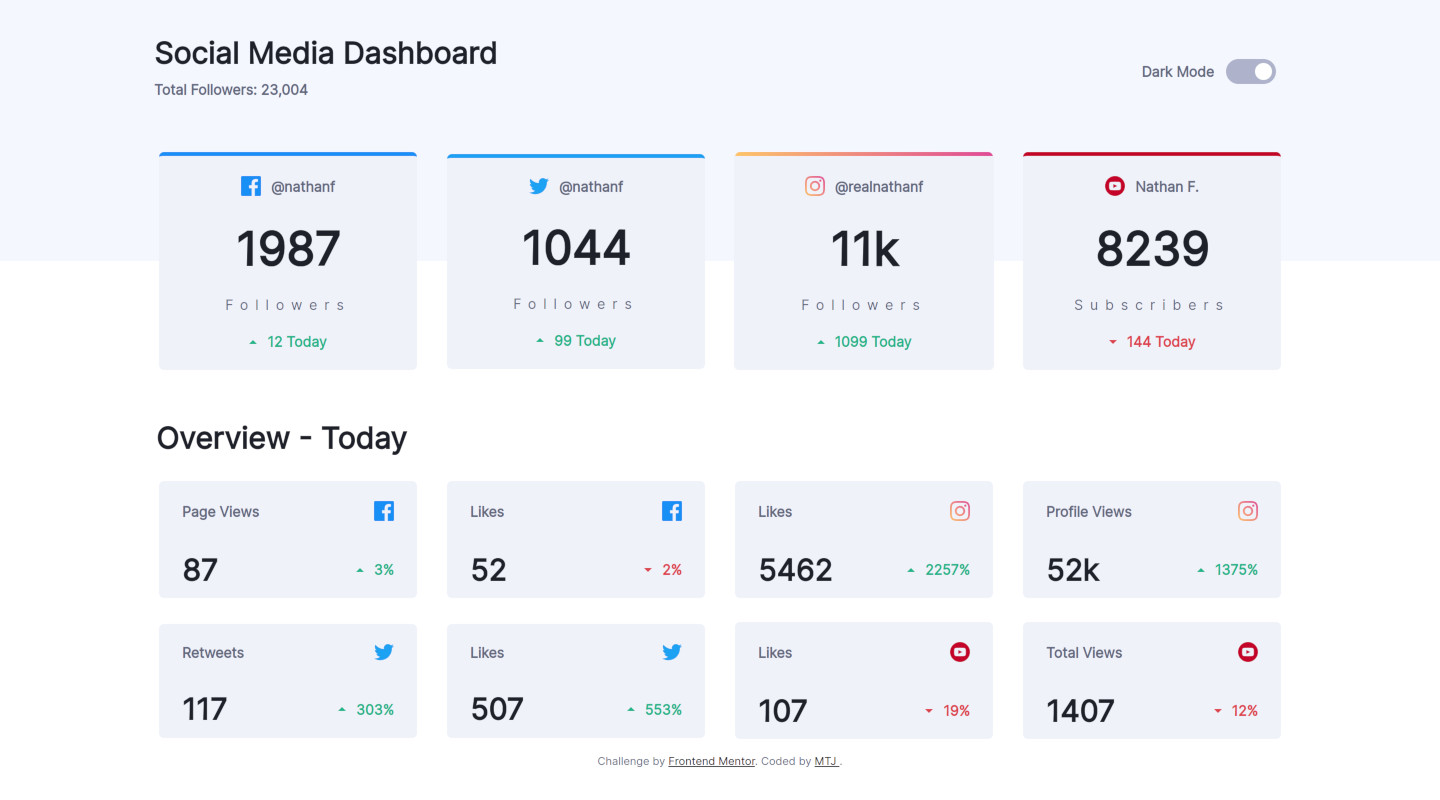 Social Media Dashboard
Total Followers: 23,004
Dark Mode
@nathanf
1987
Followers
12 Today
@nathanf
1044
Followers
99 Today
@realnathanf
11k
Followers
1099 Today
Nathan F.
8239
Subscribers
144 Today
Overview - Today
Page Views
87
3%
Likes
52
2%
Likes
5462
2257%
Profile Views
52k
1375%
Retweets
117
303%
Likes
507
553%
Likes
107
19%
Total Views
1407
12%
Challenge by Frontend Mentor. Coded by MTJ .